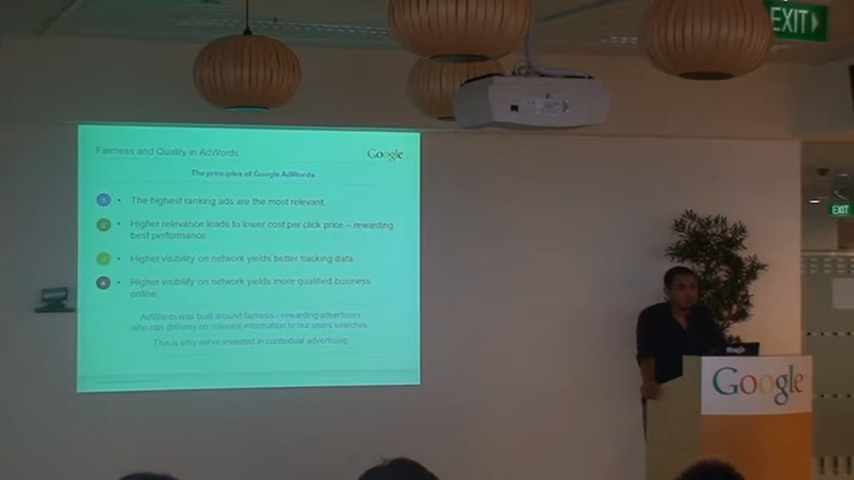 EXIT
Fairness and Quality in AdWords
Google
The principles of Google AdWords
1 • The highest ranking ads are the most relevant
2 • Higher relevance leads to lower cost per click price – rewarding
best performance
3 • Higher visibility on network yields better tracking data
4 • Higher visibility on network yields more qualified business
online
AdWords was built around fairness - rewarding advertisers
who can delivery on relevant information to our users searches
This is why we've invested in contextual advertising
EXIT
Google